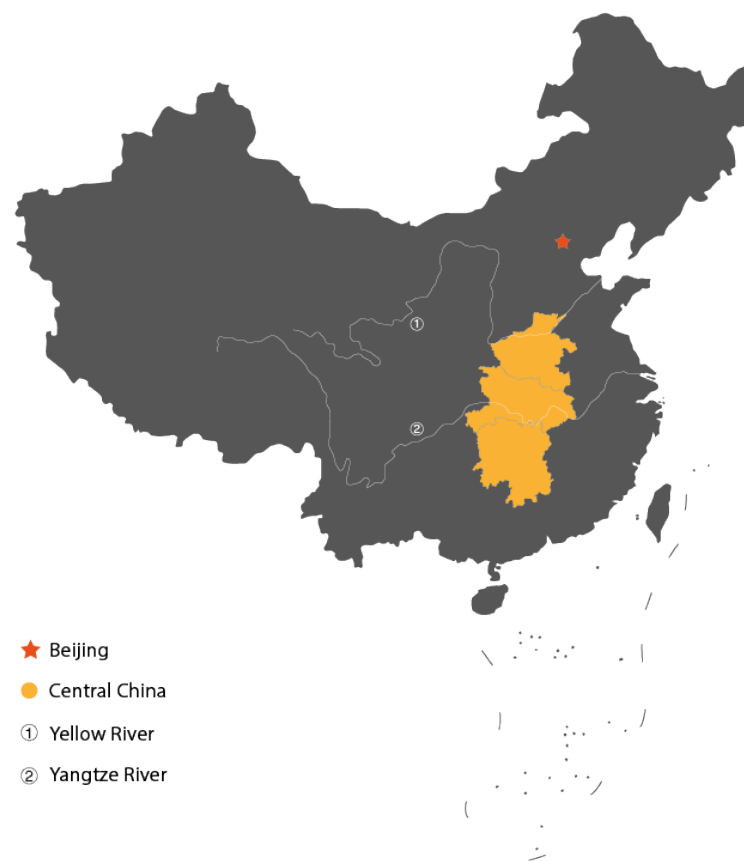 ①
②
Beijing
Central China
① Yellow River
② Yangtze River